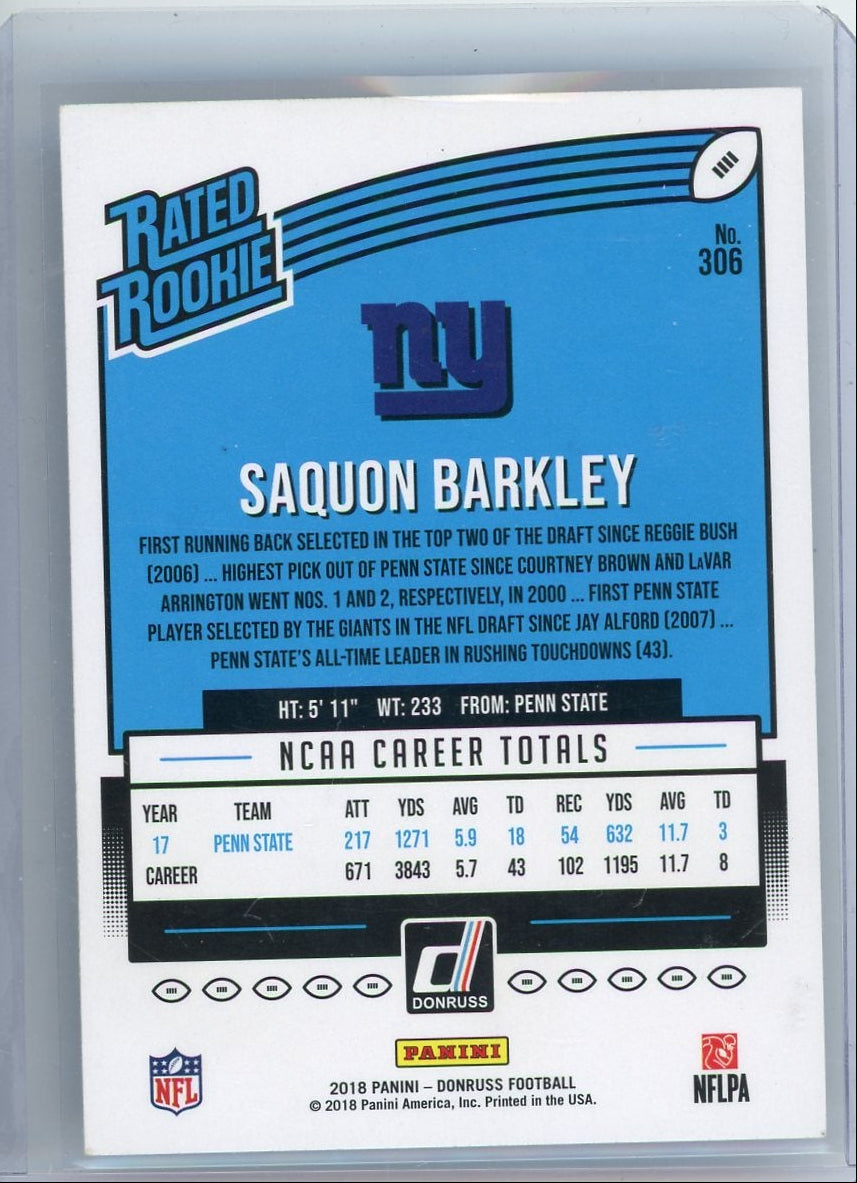 RATED
ROOKIE
No.
306
ny
SAQUON BARKLEY
FIRST RUNNING BACK SELECTED IN THE TOP TWO OF THE DRAFT SINCE REGGIE BUSH
(2006) ... HIGHEST PICK OUT OF PENN STATE SINCE COURTNEY BROWN AND LaVAR
ARRINGTON WENT NOS. 1 AND 2, RESPECTIVELY, IN 2000 ... FIRST PENN STATE
PLAYER SELECTED BY THE GIANTS IN THE NFL DRAFT SINCE JAY ALFORD (2007) ...
PENN STATE'S ALL-TIME LEADER IN RUSHING TOUCHDOWNS (43).
HT: 5' 11" WT: 233 FROM: PENN STATE
NCAA CAREER TOTALS
YEAR TEAM ATT YDS AVG TD REC YDS AVG TD
17 PENN STATE 217 1271 5.9 18 54 632 11.7 3
CAREER 671 3843 5.7 43 102 1195 11.7 8
d
DONRUSS
PANINI
NFL
2018 PANINI – DONRUSS FOOTBALL
© 2018 Panini America, Inc. Printed in the USA.
NFLPA